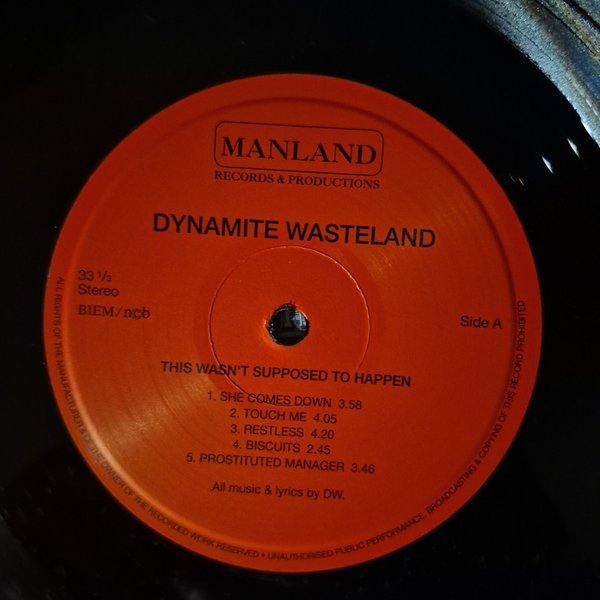 MANLAND
RECORDS & PRODUCTIONS
DYNAMITE WASTELAND
33 1/3
Stereo
BIEM/ncb
Side A
THIS WASN'T SUPPOSED TO HAPPEN
1. SHE COMES DOWN 3.58
2. TOUCH ME 4.05
3. RESTLESS 4.20
4. BISCUITS 2.45
5. PROSTITUTED MANAGER 3.46
All music & lyrics by DW.
ALL RIGHTS OF THE MANUFACTURER & OF THE OWNER OF THE RECORDED WORK RESERVED • UNAUTHORISED PUBLIC PERFORMANCE, BROADCASTING & COPYING OF THIS RECORD PROHIBITED